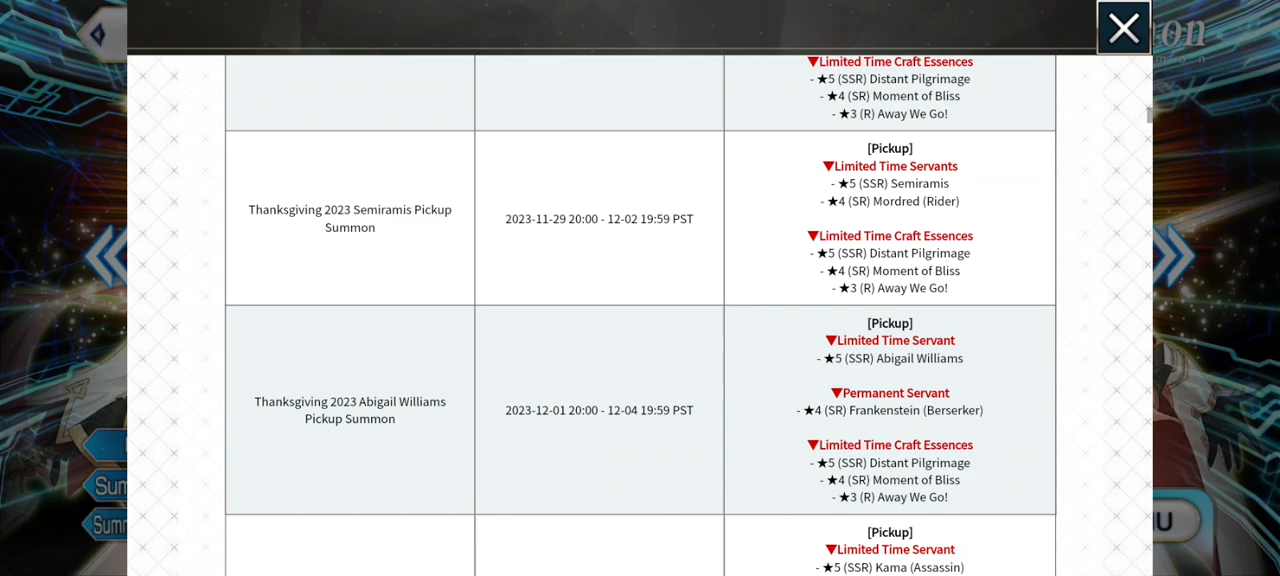 ▼Limited Time Craft Essences
- ★5 (SSR) Distant Pilgrimage
- ★4 (SR) Moment of Bliss
- ★3 (R) Away We Go!
Thanksgiving 2023 Semiramis Pickup
Summon
2023-11-29 20:00 - 12-02 19:59 PST
[Pickup]
▼Limited Time Servants
- ★5 (SSR) Semiramis
- ★4 (SR) Mordred (Rider)
▼Limited Time Craft Essences
- ★5 (SSR) Distant Pilgrimage
- ★4 (SR) Moment of Bliss
- ★3 (R) Away We Go!
Thanksgiving 2023 Abigail Williams
Pickup Summon
2023-12-01 20:00 - 12-04 19:59 PST
[Pickup]
▼Limited Time Servant
- ★5 (SSR) Abigail Williams
▼Permanent Servant
- ★4 (SR) Frankenstein (Berserker)
▼Limited Time Craft Essences
- ★5 (SSR) Distant Pilgrimage
- ★4 (SR) Moment of Bliss
- ★3 (R) Away We Go!
[Pickup]
▼Limited Time Servant
- ★5 (SSR) Kama (Assassin)